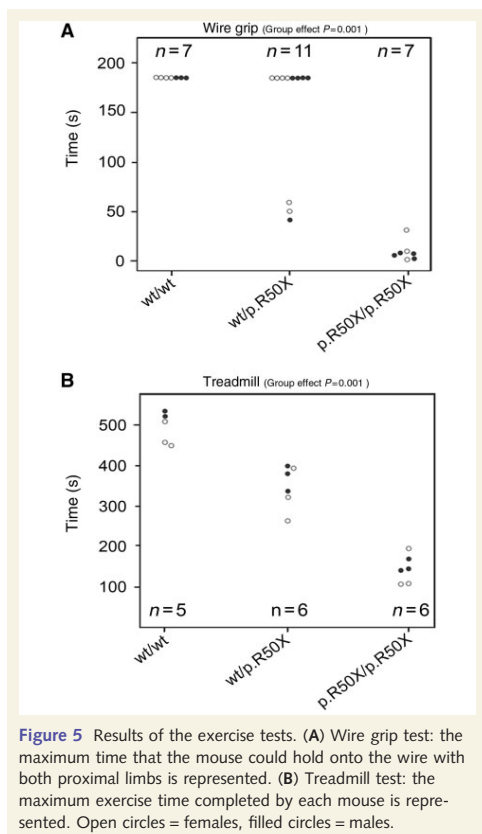 A
Wire grip (Group effect P=0.001 )
n=7 n=11 n=7
200
150
100
50
0
Time (s)
wt/wt
wt/p.R50X
p.R50X/p.R50X
B
Treadmill (Group effect P=0.001 )
500
400
300
200
100
Time (s)
n=5 n=6 n=6
wt/wt
wt/p.R50X
p.R50X/p.R50X
Figure 5 Results of the exercise tests. (A) Wire grip test: the
maximum time that the mouse could hold onto the wire with
both proximal limbs is represented. (B) Treadmill test: the
maximum exercise time completed by each mouse is repre-
sented. Open circles = females, filled circles = males.